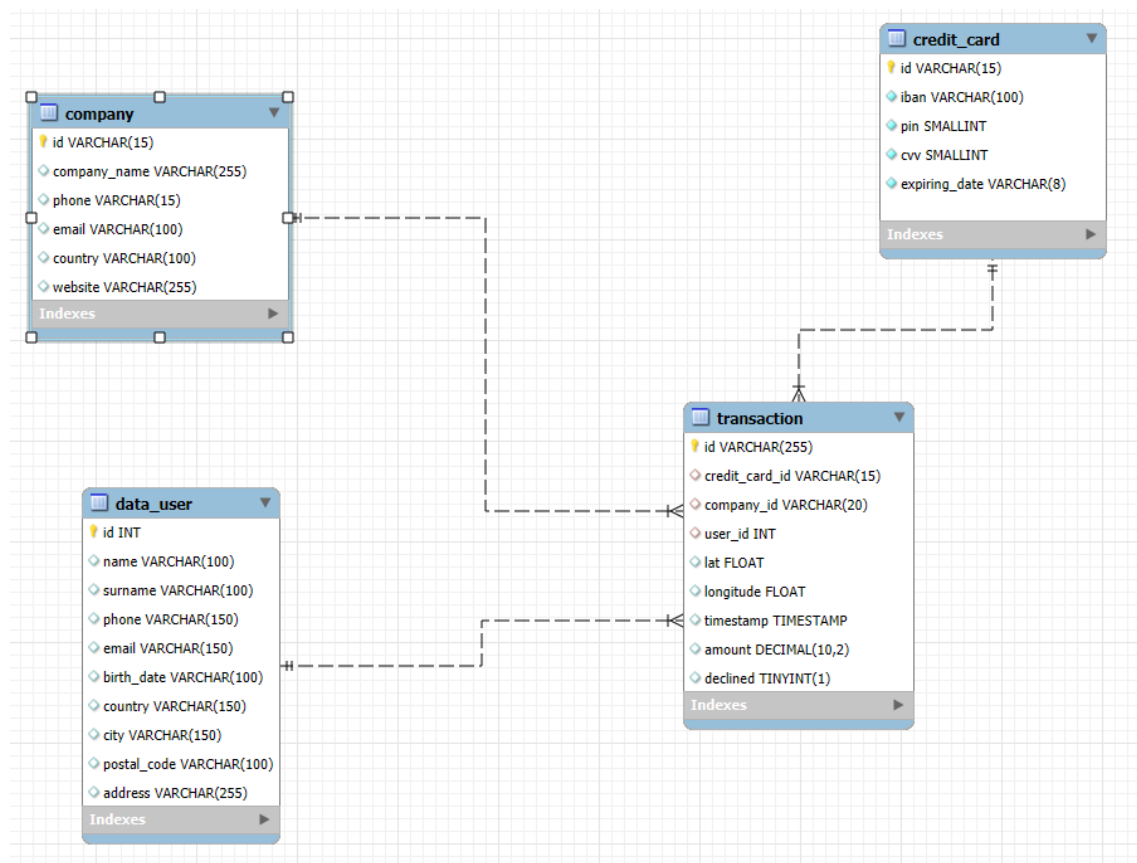 credit_card
id VARCHAR(15)
iban VARCHAR(100)
pin SMALLINT
cvv SMALLINT
expiring_date VARCHAR(8)
Indexes
company
id VARCHAR(15)
company_name VARCHAR(255)
phone VARCHAR(15)
email VARCHAR(100)
country VARCHAR(100)
website VARCHAR(255)
Indexes
transaction
id VARCHAR(255)
credit_card_id VARCHAR(15)
company_id VARCHAR(20)
user_id INT
lat FLOAT
longitude FLOAT
timestamp TIMESTAMP
amount DECIMAL(10,2)
declined TINYINT(1)
Indexes
data_user
id INT
name VARCHAR(100)
surname VARCHAR(100)
phone VARCHAR(150)
email VARCHAR(150)
birth_date VARCHAR(100)
country VARCHAR(150)
city VARCHAR(150)
postal_code VARCHAR(100)
address VARCHAR(255)
Indexes